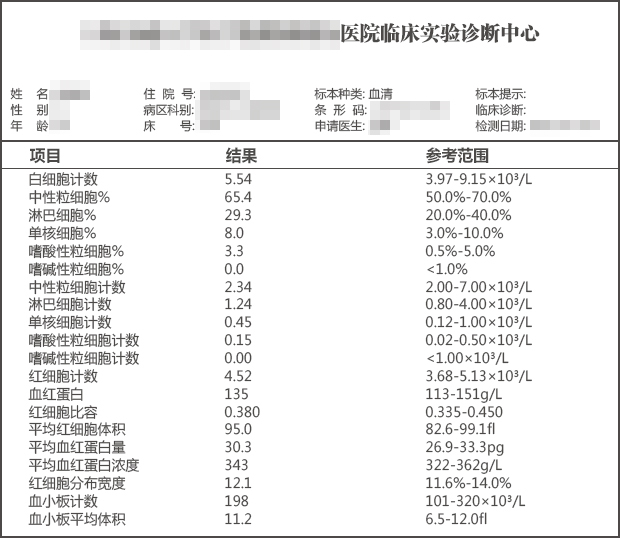 医院临床实验诊断中心
姓 名 住 院 号: 标本种类: 血清 标本提示:
性 别 病区科别: 条 形 码: 临床诊断:
年 龄 床 号: 申请医生: 检测日期:
项目 结果 参考范围
白细胞计数 5.54 3.97-9.15×10³/L
中性粒细胞% 65.4 50.0%-70.0%
淋巴细胞% 29.3 20.0%-40.0%
单核细胞% 8.0 3.0%-10.0%
嗜酸性粒细胞% 3.3 0.5%-5.0%
嗜碱性粒细胞% 0.0 <1.0%
中性粒细胞计数 2.34 2.00-7.00×10³/L
淋巴细胞计数 1.24 0.80-4.00×10³/L
单核细胞计数 0.45 0.12-1.00×10³/L
嗜酸性粒细胞计数 0.15 0.02-0.50×10³/L
嗜碱性粒细胞计数 0.00 <1.00×10³/L
红细胞计数 4.52 3.68-5.13×10³/L
血红蛋白 135 113-151g/L
红细胞比容 0.380 0.335-0.450
平均红细胞体积 95.0 82.6-99.1fl
平均血红蛋白量 30.3 26.9-33.3pg
平均血红蛋白浓度 343 322-362g/L
红细胞分布宽度 12.1 11.6%-14.0%
血小板计数 198 101-320×10³/L
血小板平均体积 11.2 6.5-12.0fl